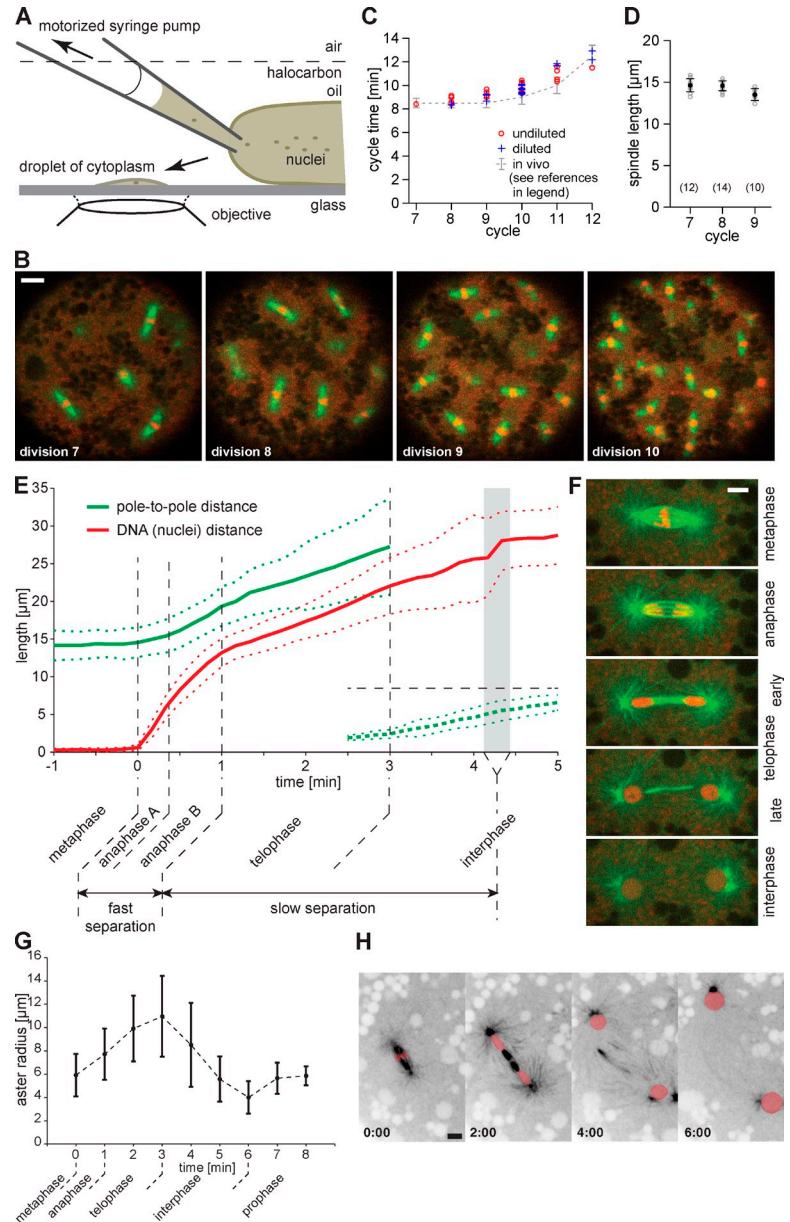 A
motorized syringe pump
air
halocarbon
oil
nuclei
droplet of cytoplasm
glass
objective
C
cycle time [min]
14
12
10
8
6
4
2
0
7 8 9 10 11 12
cycle
undiluted
diluted
in vivo
(see references
in legend)
D
spindle length [µm]
20
15
10
5
0
(12) (14) (10)
7 8 9
cycle
B
division 7
division 8
division 9
division 10
E
length [µm]
35
30
25
20
15
10
5
0
pole-to-pole distance
DNA (nuclei) distance
-1 0 1 2 3 4 5
time [min]
metaphase
anaphase A
anaphase B
telophase
interphase
fast
separation
slow separation
F
metaphase
anaphase
early
telophase
late
interphase
G
aster radius [µm]
16
14
12
10
8
6
4
2
0
0 1 2 3 4 5 6 7 8
time [min]
metaphase
anaphase
telophase
interphase
prophase
H
0:00
2:00
4:00
6:00